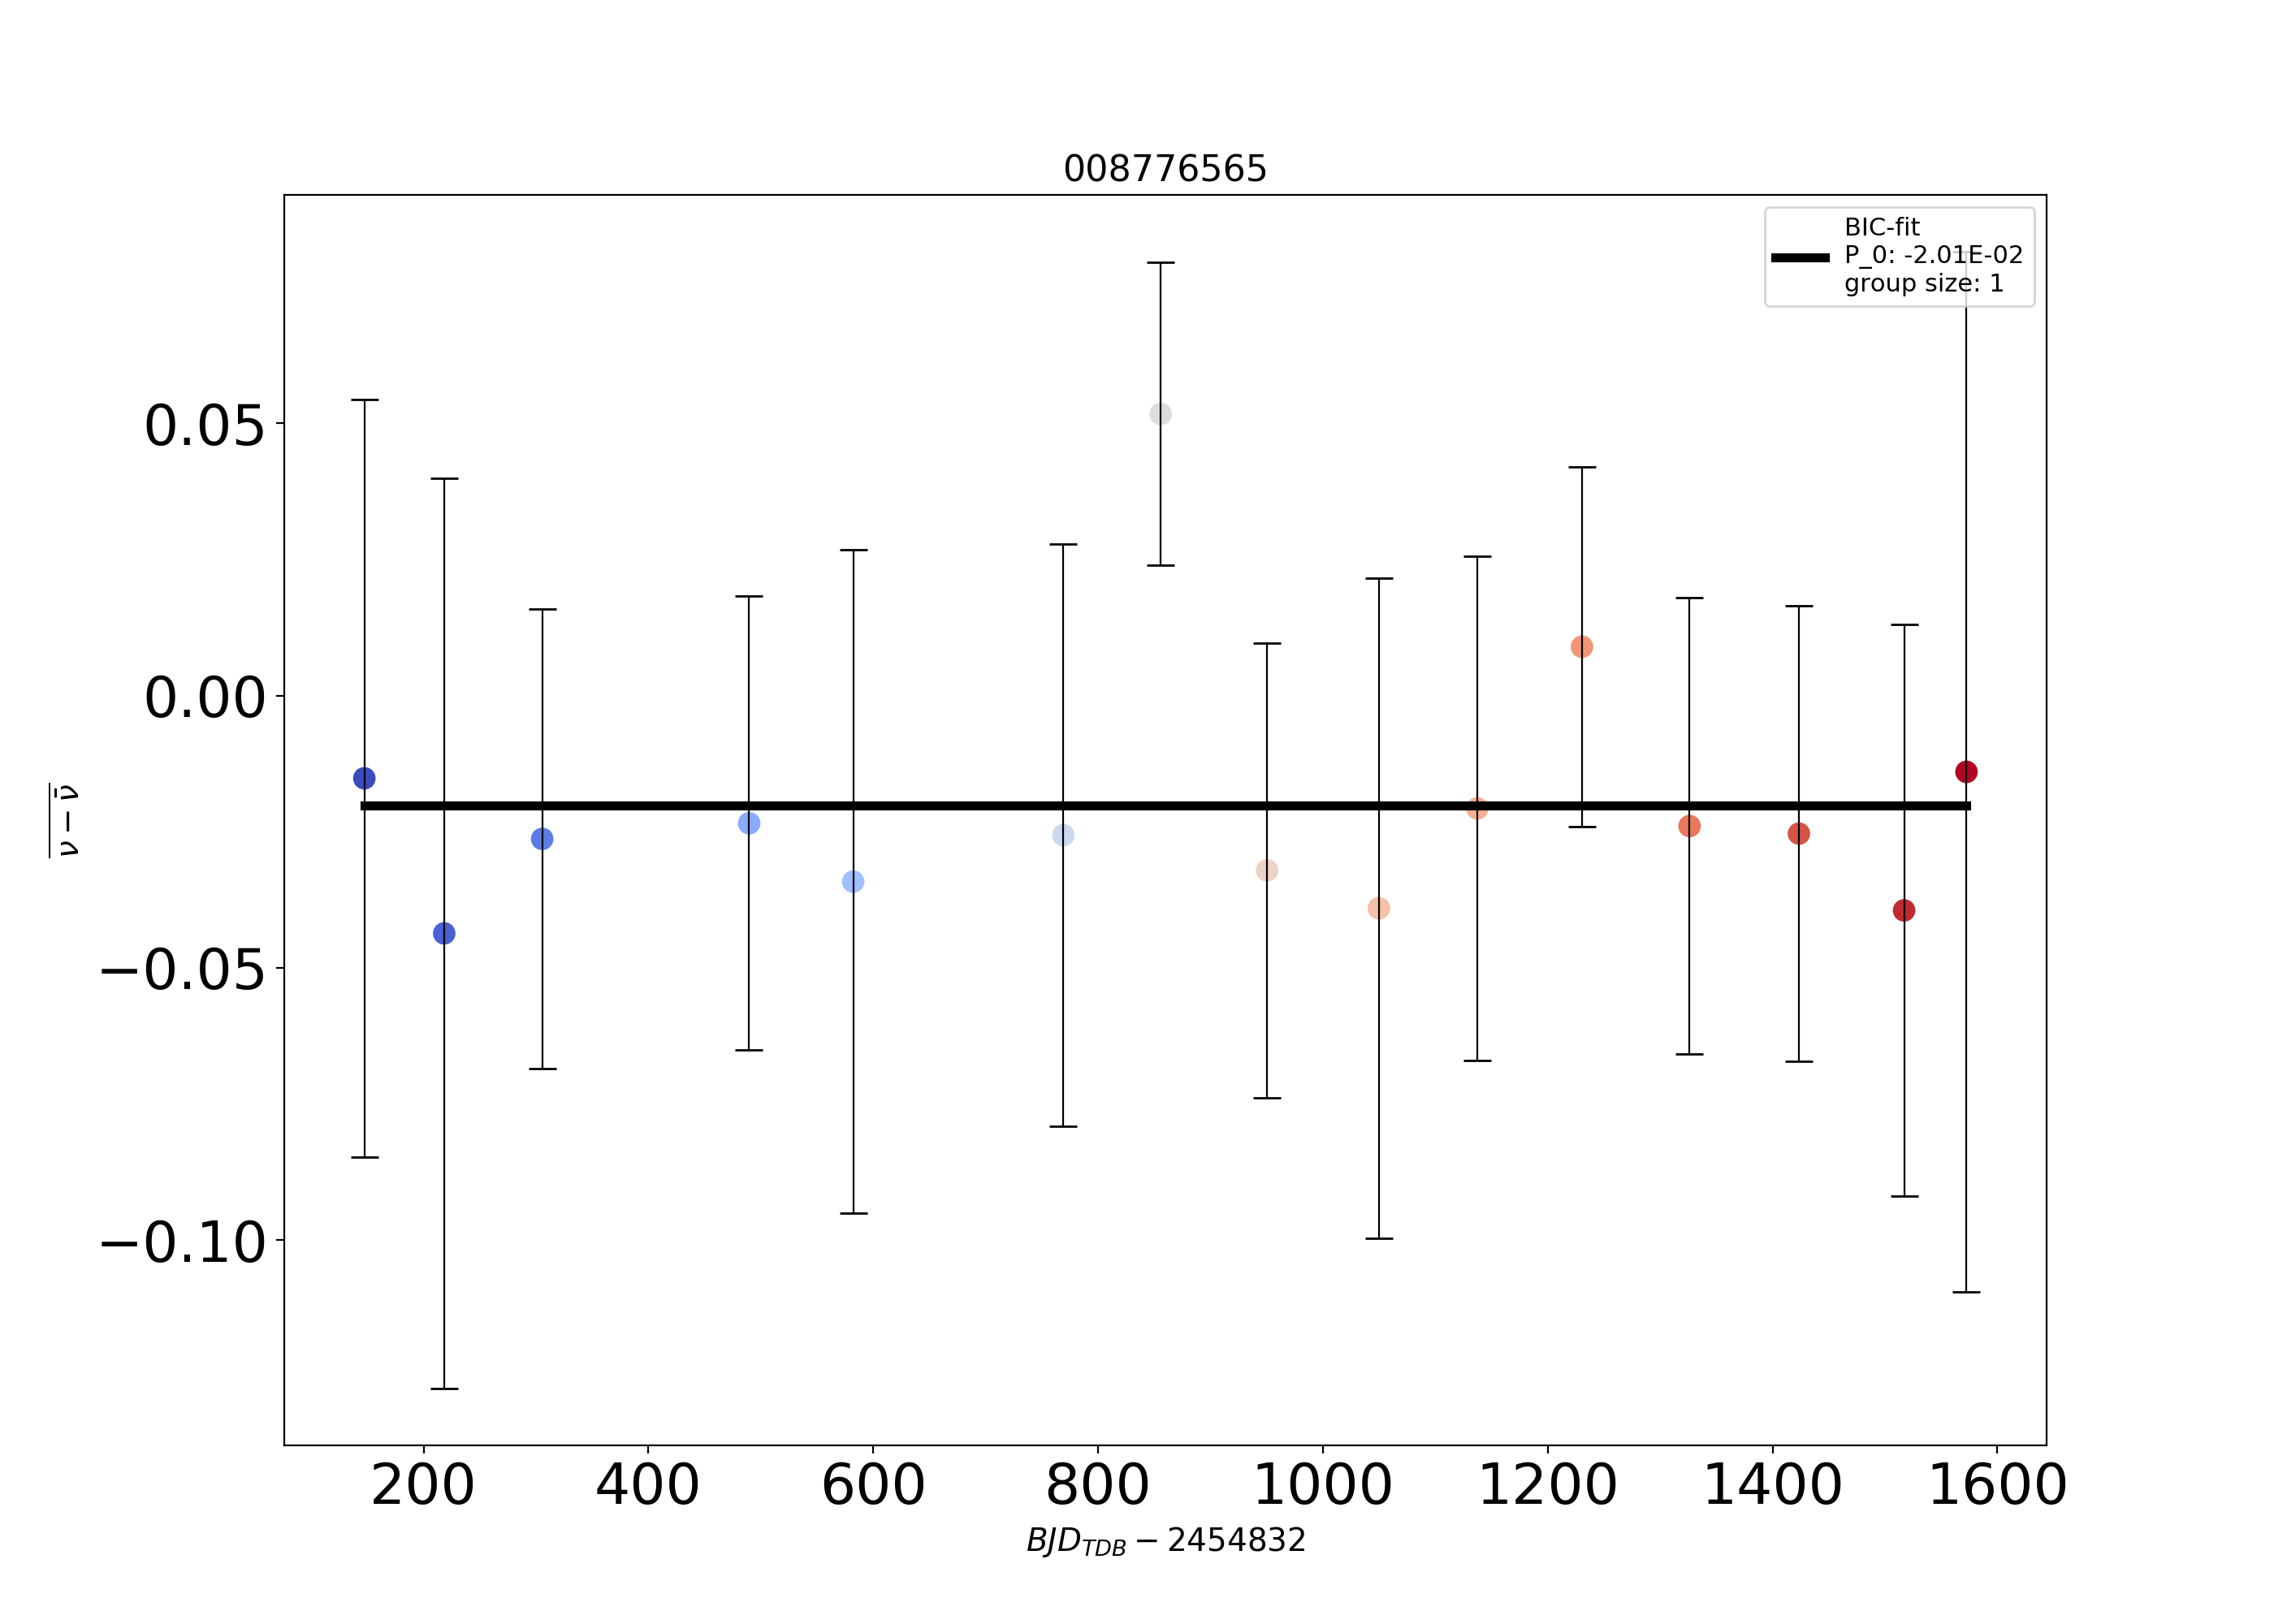 008776565
BIC-fit
P_0: -2.01E-02
group size: 1
0.05
0.00
−0.05
−0.10
ν − ν̄
200 400 600 800 1000 1200 1400 1600
BJD_TDB − 2454832